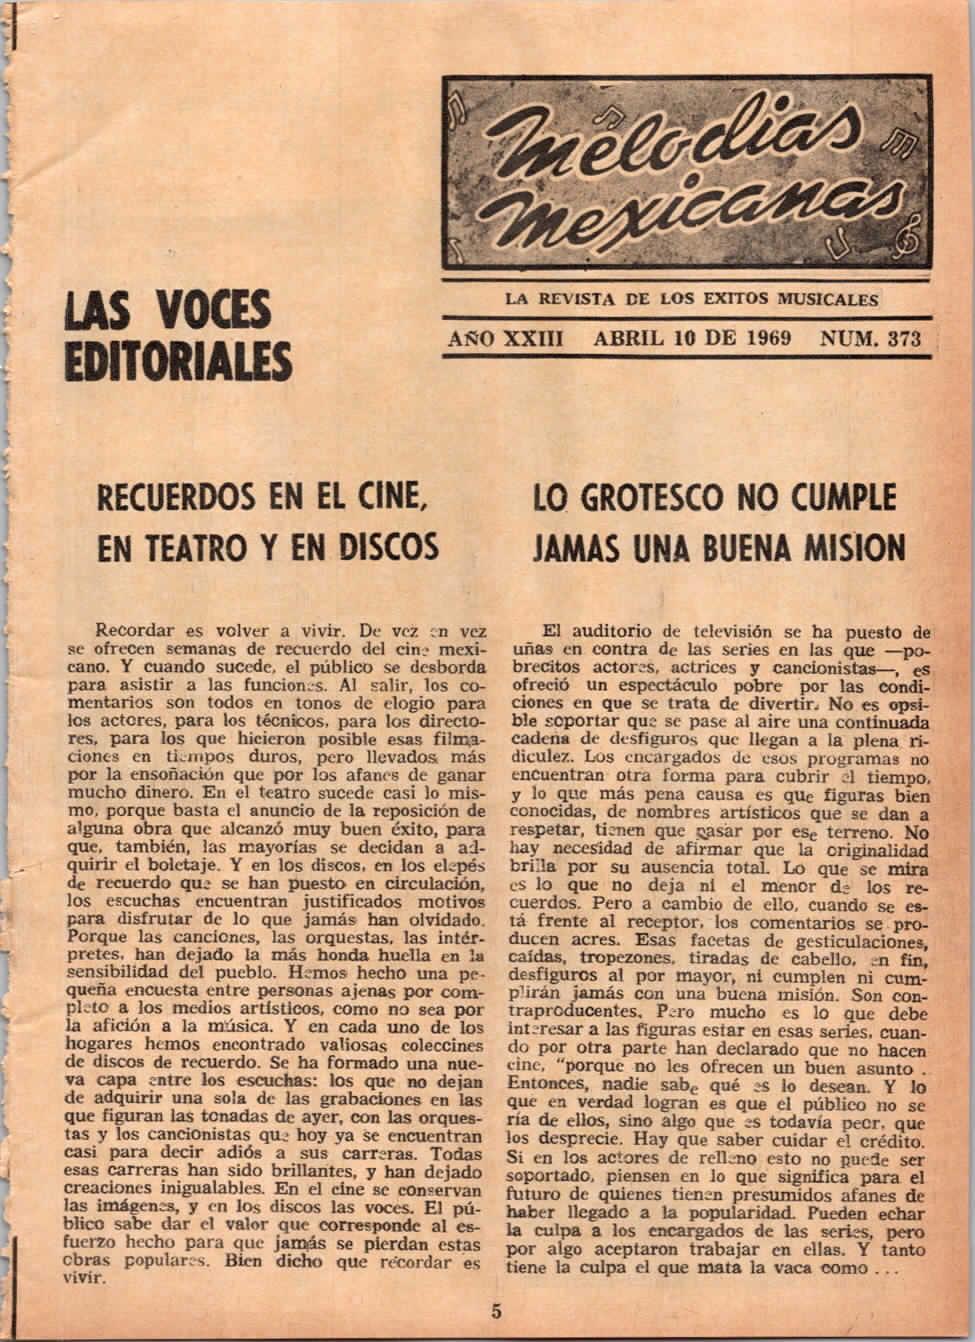 Melodias
Mexicanas
LA REVISTA DE LOS EXITOS MUSICALES
AÑO XXIII ABRIL 10 DE 1969 NUM. 373
LAS VOCES
EDITORIALES
RECUERDOS EN EL CINE,
EN TEATRO Y EN DISCOS
Recordar es volver a vivir. De vez en vez
se ofrecen semanas de recuerdo del cine mexi-
cano. Y cuando sucede, el público se desborda
para asistir a las funciones. Al salir, los co-
mentarios son todos en tonos de elogio para
los actores, para los técnicos, para los directo-
res, para los que hicieron posible esas filma-
ciones en tiempos duros, pero llevados más
por la ensoñación que por los afanes de ganar
mucho dinero. En el teatro sucede casi lo mis-
mo, porque basta el anuncio de la reposición de
alguna obra que alcanzó muy buen éxito, para
que, también, las mayorías se decidan a ad-
quirir el boletaje. Y en los discos, en los elepés
de recuerdo que se han puesto en circulación,
los escuchas encuentran justificados motivos
para disfrutar de lo que jamás han olvidado.
Porque las canciones, las orquestas, las intér-
pretes, han dejado la más honda huella en la
sensibilidad del pueblo. Hemos hecho una pe-
queña encuesta entre personas ajenas por com-
pleto a los medios artísticos, como no sea por
la afición a la música. Y en cada uno de los
hogares hemos encontrado valiosas coleccines
de discos de recuerdo. Se ha formado una nue-
va capa entre los escuchas: los que no dejan
de adquirir una sola de las grabaciones en las
que figuran las tonadas de ayer, con las orques-
tas y los cancionistas que hoy ya se encuentran
casi para decir adiós a sus carreras. Todas
esas carreras han sido brillantes, y han dejado
creaciones inigualables. En el cine se conservan
las imágenes, y en los discos las voces. El pú-
blico sabe dar el valor que corresponde al es-
fuerzo hecho para que jamás se pierdan estas
obras populares. Bien dicho que recordar es
vivir.
LO GROTESCO NO CUMPLE
JAMAS UNA BUENA MISION
El auditorio de televisión se ha puesto de
uñas en contra de las series en las que —po-
brecitos actores, actrices y cancionistas—, es
ofreció un espectáculo pobre por las condi-
ciones en que se trata de divertir. No es opsi-
ble soportar que se pase al aire una continuada
cadena de desfiguros que llegan a la plena ri-
diculez. Los encargados de esos programas no
encuentran otra forma para cubrir el tiempo,
y lo que más pena causa es que figuras bien
conocidas, de nombres artísticos que se dan a
respetar, tienen que pasar por ese terreno. No
hay necesidad de afirmar que la originalidad
brilla por su ausencia total. Lo que se mira
es lo que no deja ni el menor de los re-
cuerdos. Pero a cambio de ello, cuando se es-
tá frente al receptor, los comentarios se pro-
ducen acres. Esas facetas de gesticulaciones,
caídas, tropezones, tiradas de cabello, en fin,
desfiguros al por mayor, ni cumplen ni cum-
plirán jamás con una buena misión. Son con-
traproducentes. Pero mucho es lo que debe
interesar a las figuras estar en esas series, cuan-
do por otra parte han declarado que no hacen
cine, "porque no les ofrecen un buen asunto .
Entonces, nadie sabe qué es lo desean. Y lo
que en verdad logran es que el público no se
ría de ellos, sino algo que es todavía peor, que
los desprecie. Hay que saber cuidar el crédito.
Si en los actores de relleno esto no puede ser
soportado, piensen en lo que significa para el
futuro de quienes tienen presumidos afanes de
haber llegado a la popularidad. Pueden echar
la culpa a los encargados de las series, pero
por algo aceptaron trabajar en ellas. Y tanto
tiene la culpa el que mata la vaca como ...
5